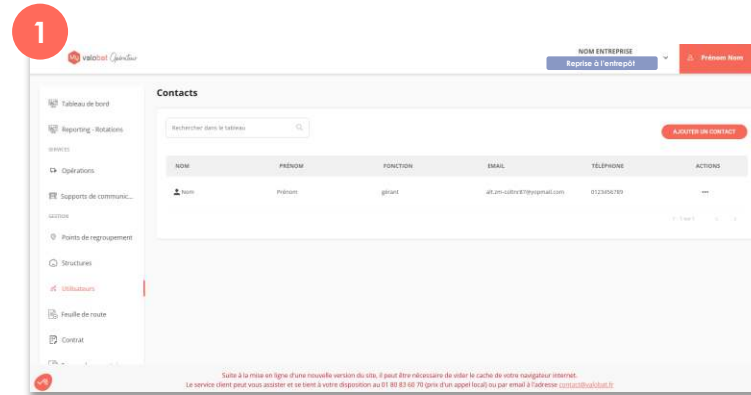 1
valobat Opérateur
NOM ENTREPRISE
Reprise à l'entrepôt
Prénom Nom
Tableau de bord
Reporting - Rotations
SERVICES
Opérations
Supports de communic...
GESTION
Points de regroupement
Structures
Utilisateurs
Feuille de route
Contrat
Contacts
Rechercher dans le tableau
AJOUTER UN CONTACT
NOM PRÉNOM FONCTION EMAIL TÉLÉPHONE ACTIONS
Nom Prénom gérant 0123456789 ...
Suite à la mise en ligne d'une nouvelle version du site, il peut être nécessaire de vider le cache de votre navigateur internet.
Le service client peut vous assister et se tient à votre disposition au 01 80 83 60 70 (prix d'un appel local) ou par email à l'adresse contact@valobat.fr